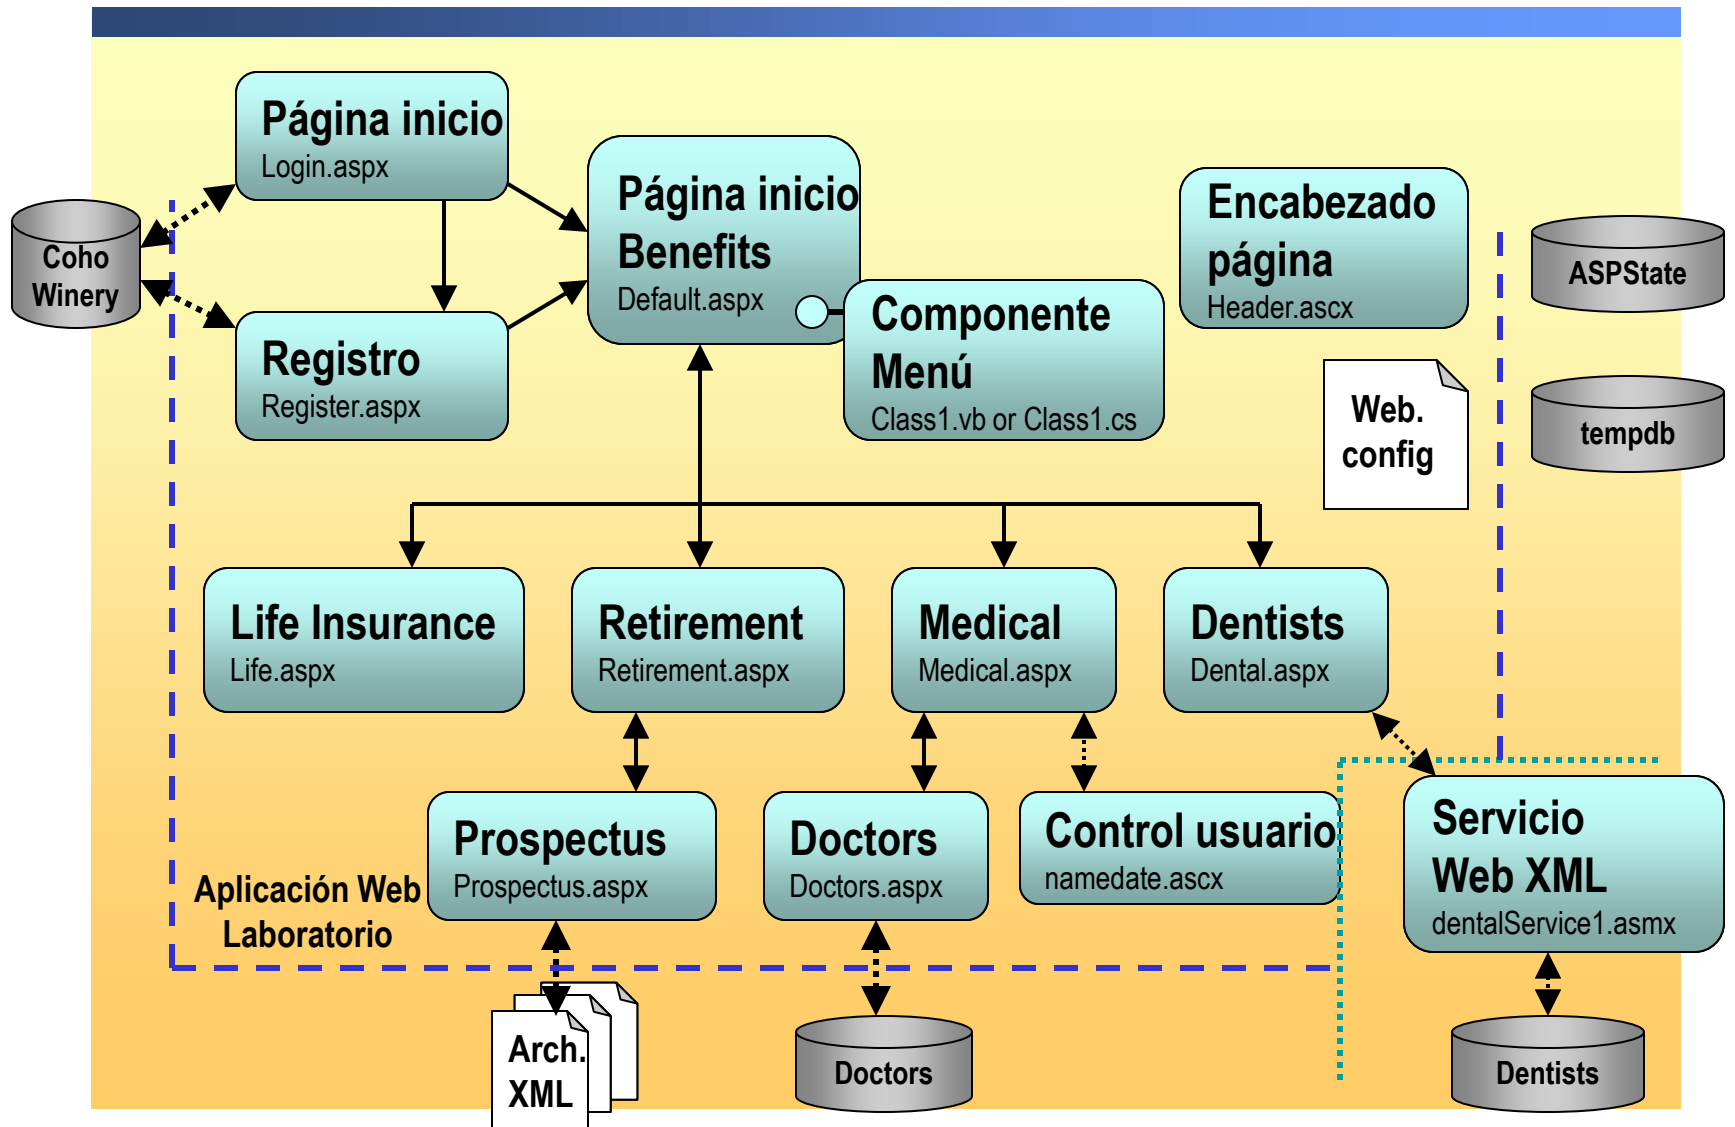 Página inicio
Login.aspx
Coho
Winery
Registro
Register.aspx
Página inicio
Benefits
Default.aspx
Componente
Menú
Class1.vb or Class1.cs
Encabezado
página
Header.ascx
Web.
config
ASPState
tempdb
Life Insurance
Life.aspx
Retirement
Retirement.aspx
Medical
Medical.aspx
Dentists
Dental.aspx
Prospectus
Prospectus.aspx
Doctors
Doctors.aspx
Control usuario
namedate.ascx
Servicio
Web XML
dentalService1.asmx
Aplicación Web
Laboratorio
Arch.
XML
Doctors
Dentists